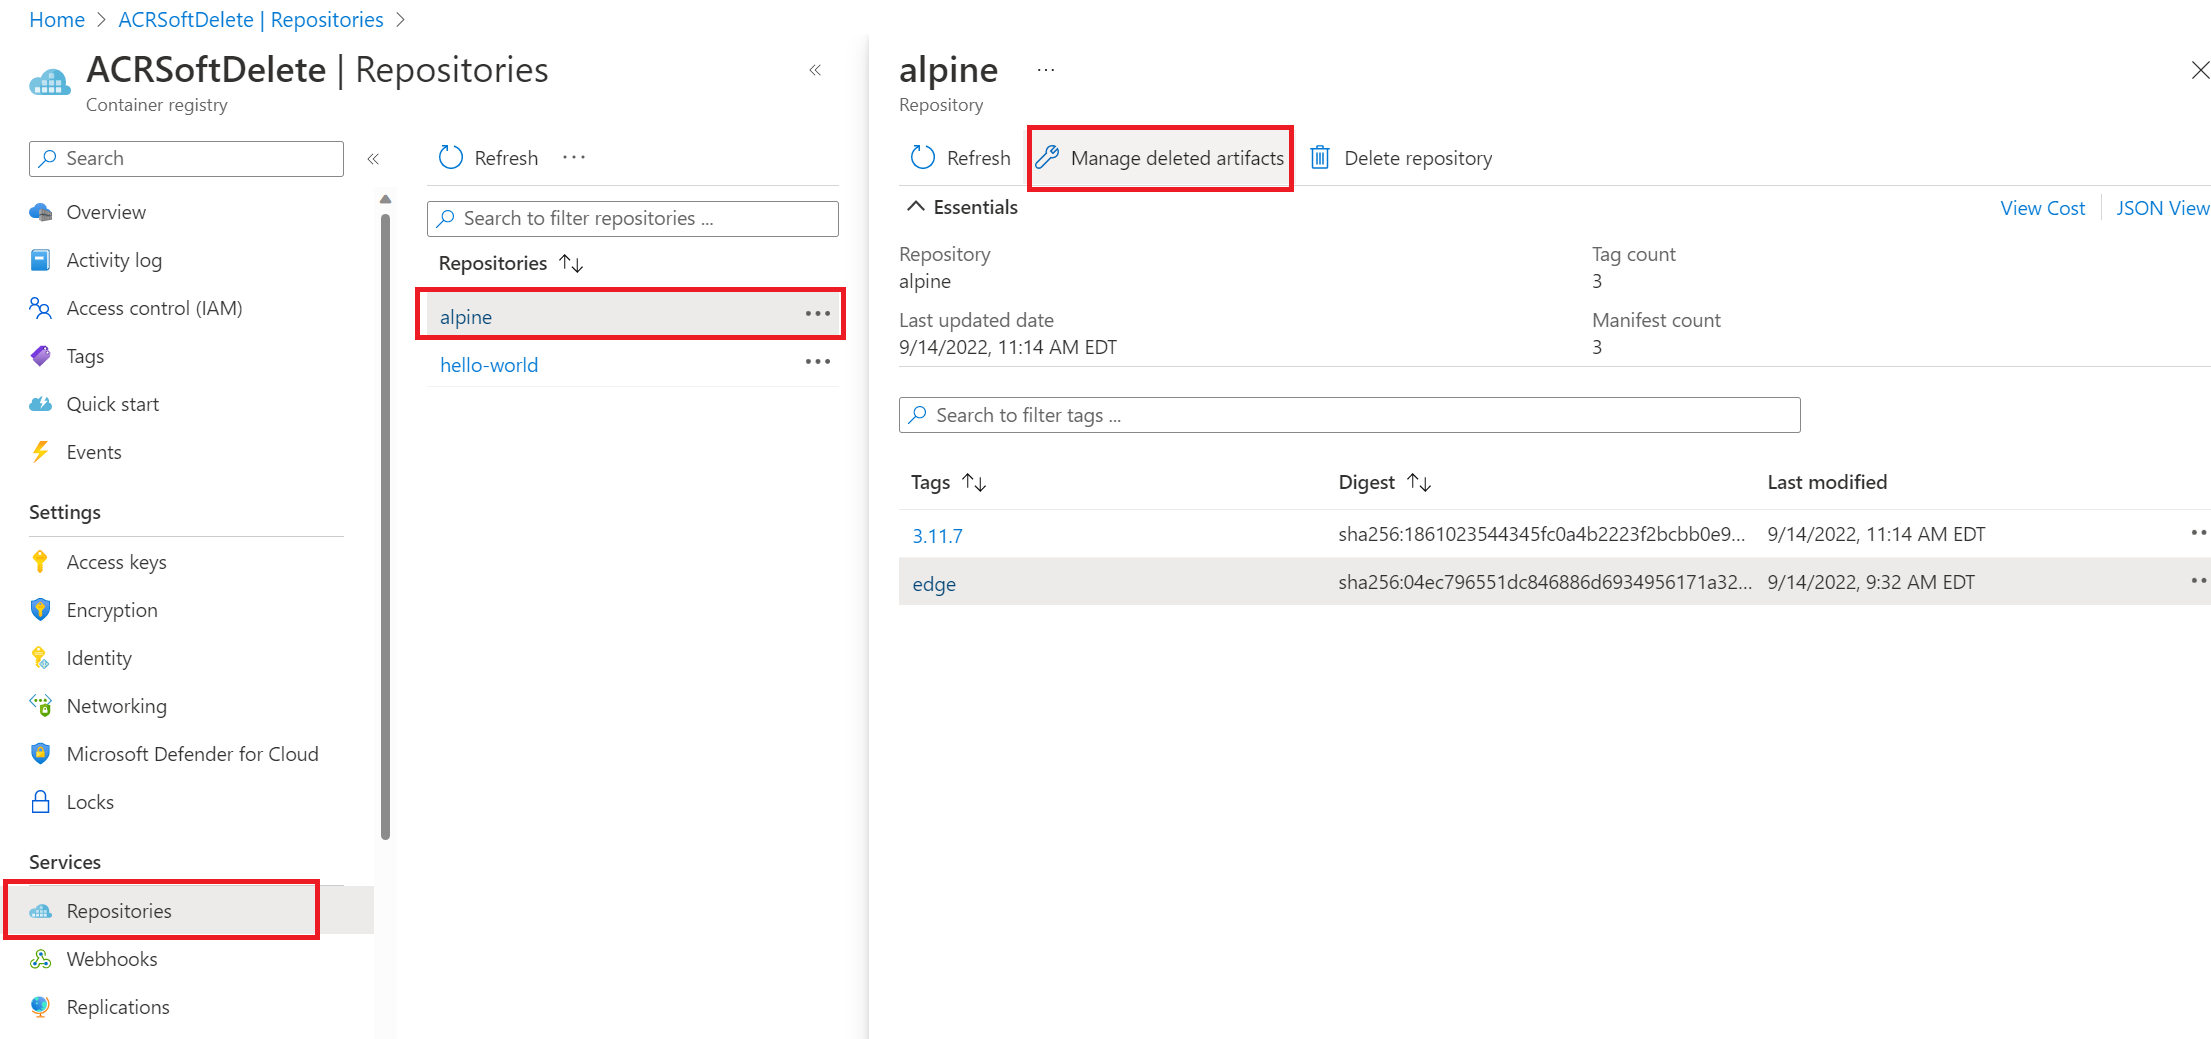 Home > ACRSoftDelete | Repositories >
ACRSoftDelete | Repositories
Container registry
Search
Overview
Activity log
Access control (IAM)
Tags
Quick start
Events
Settings
Access keys
Encryption
Identity
Networking
Microsoft Defender for Cloud
Locks
Services
Repositories
Webhooks
Replications
Refresh
Search to filter repositories ...
Repositories
alpine
hello-world
alpine
Repository
Refresh Manage deleted artifacts Delete repository
Essentials
View Cost JSON View
Repository
alpine
Last updated date
9/14/2022, 11:14 AM EDT
Tag count
3
Manifest count
3
Search to filter tags ...
Tags Digest Last modified
3.11.7 sha256:1861023544345fc0a4b2223f2bcbb0e9... 9/14/2022, 11:14 AM EDT
edge sha256:04ec796551dc846886d6934956171a32... 9/14/2022, 9:32 AM EDT